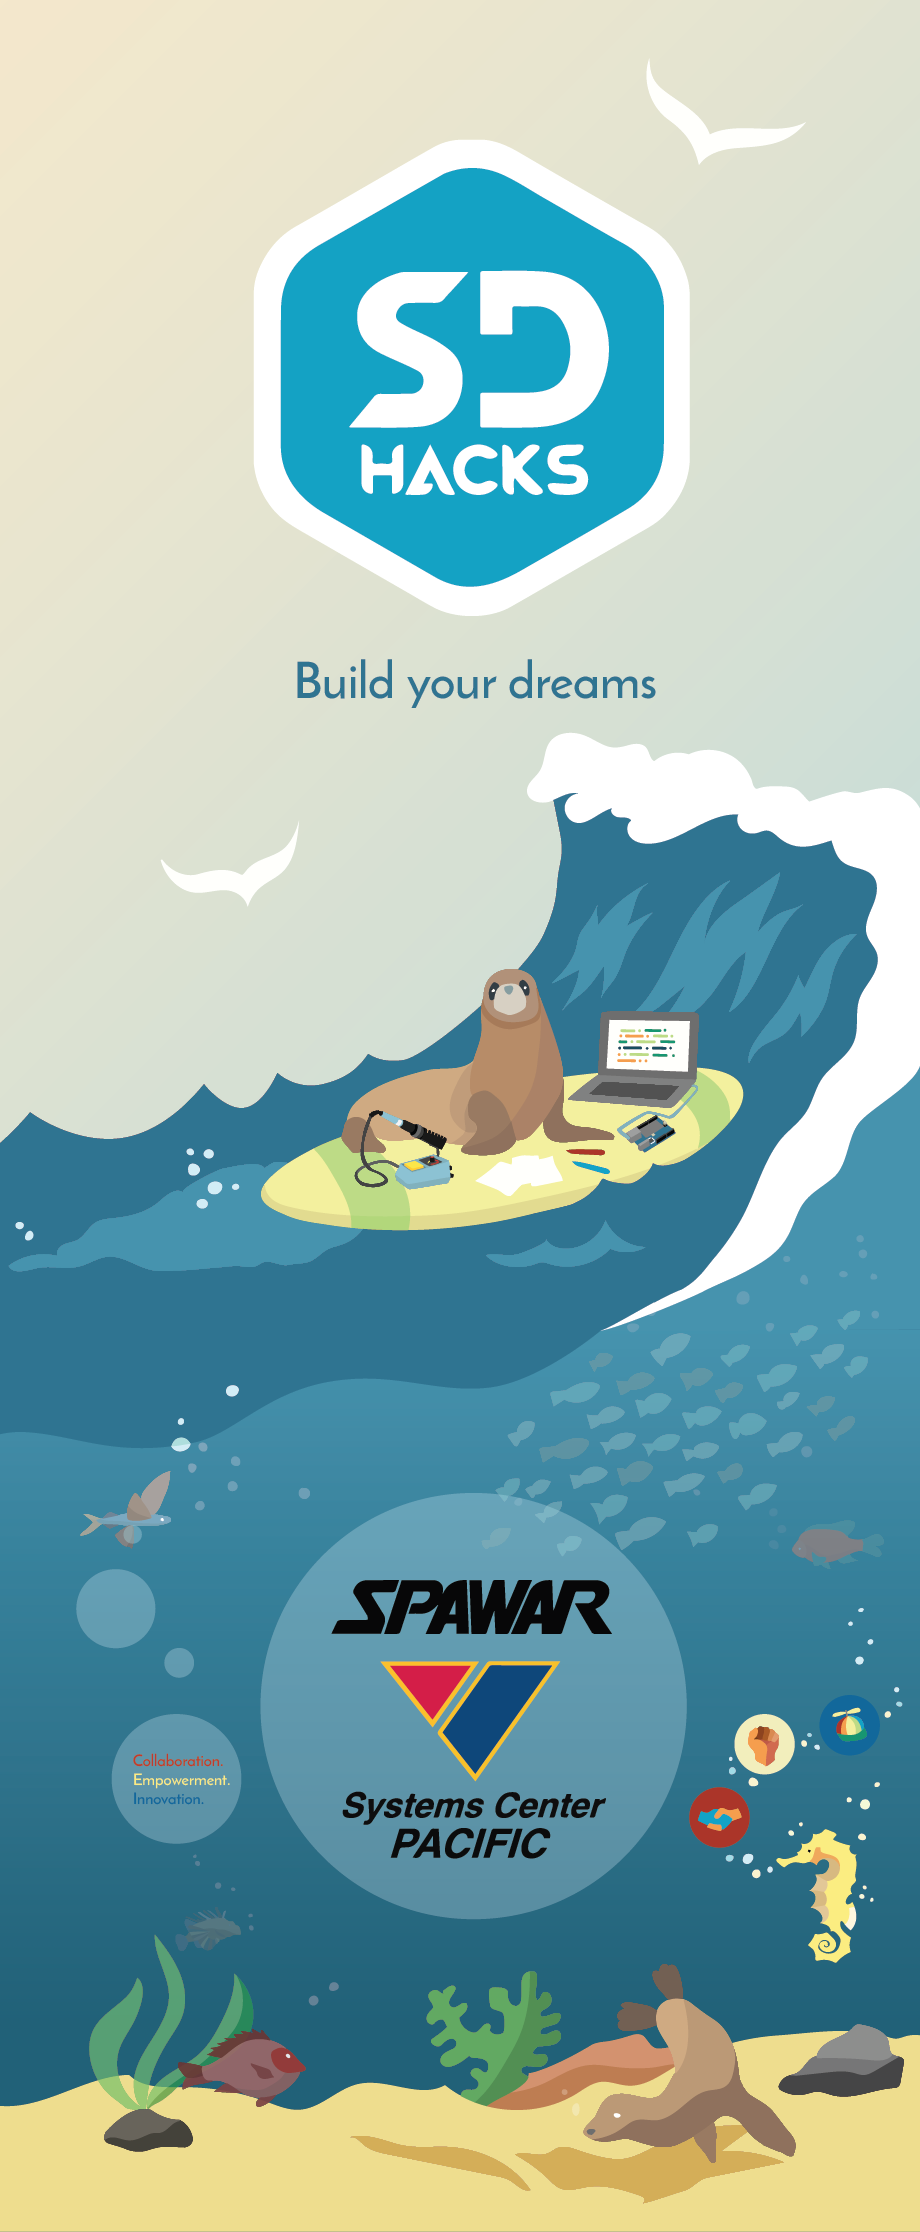 SD
HACKS
Build your dreams
SPAWAR
Systems Center
PACIFIC
Collaboration.
Empowerment.
Innovation.